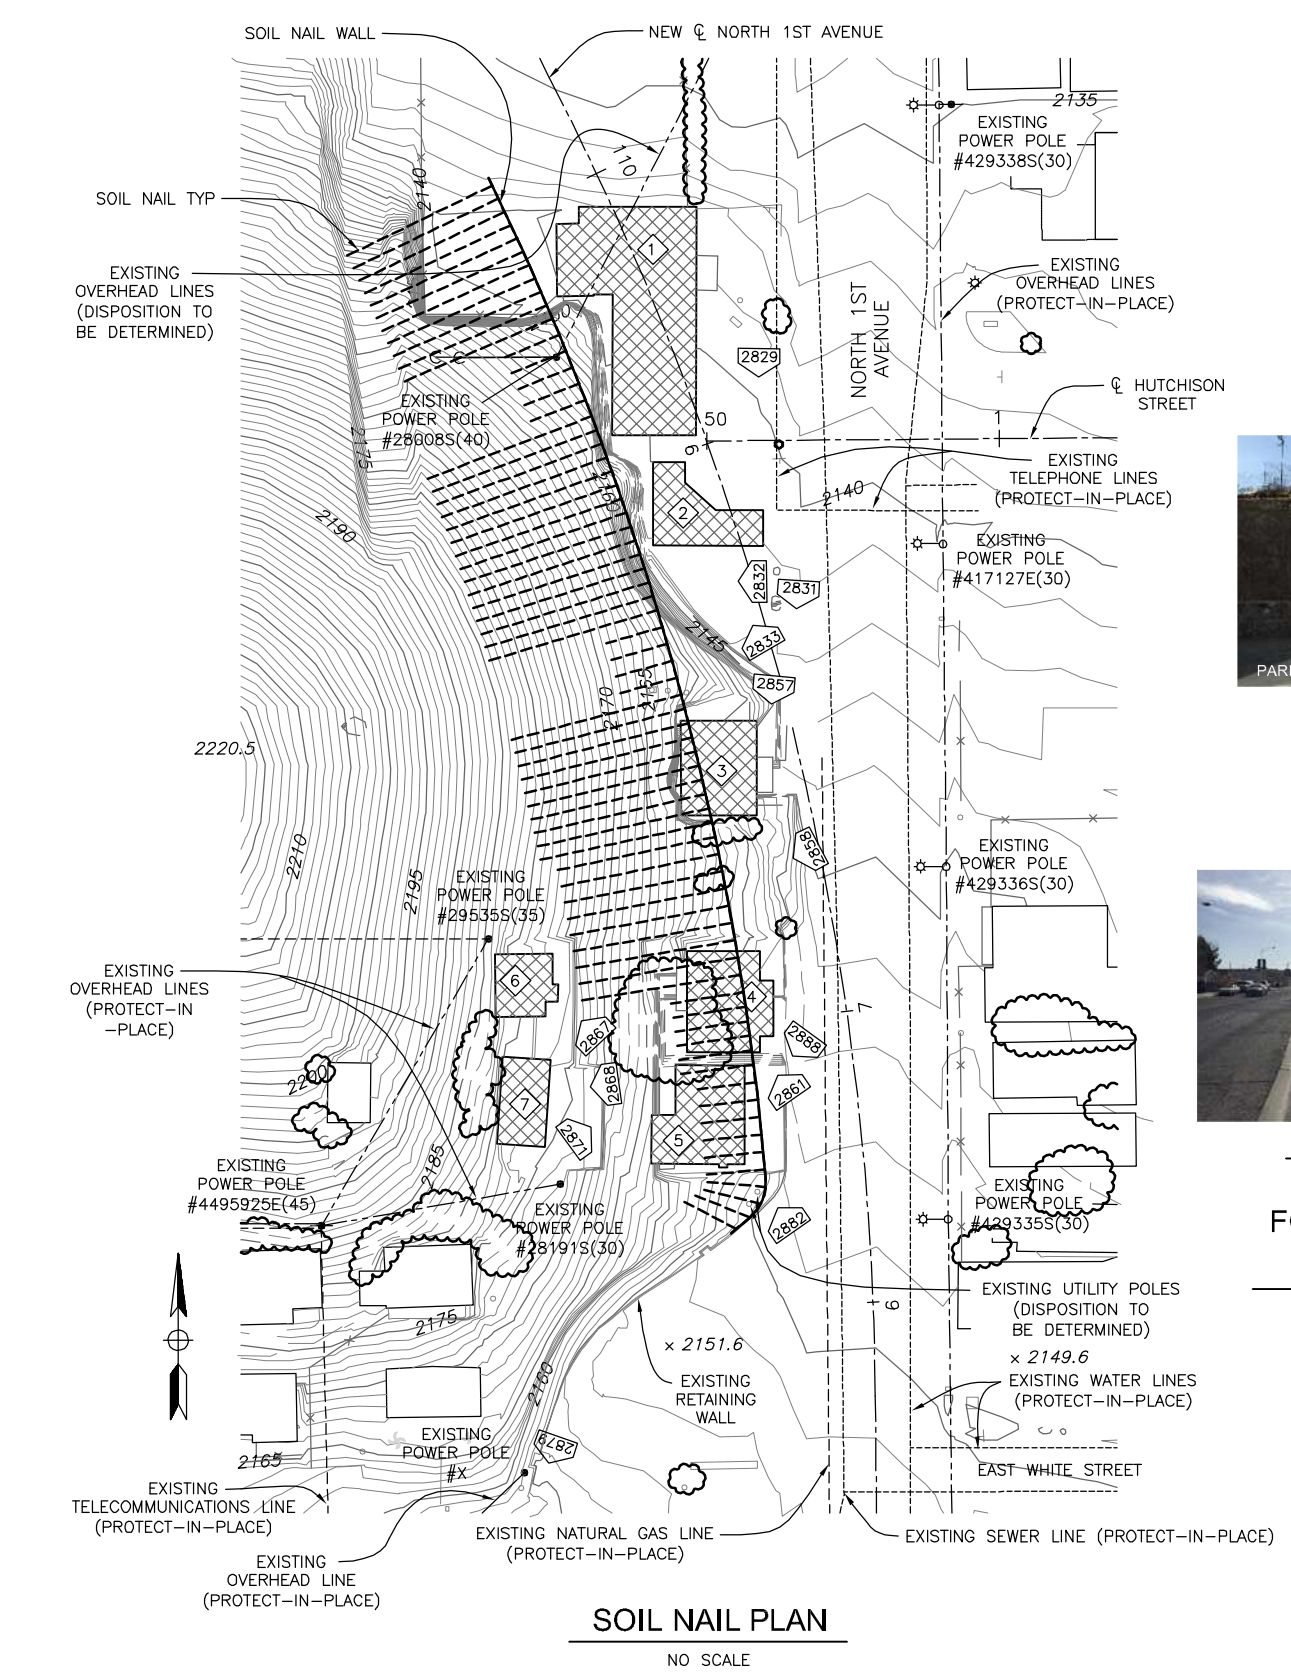 SOIL NAIL WALL
NEW ℄ NORTH 1ST AVENUE
2135
EXISTING
POWER POLE
#429338S(30)
110
2140
SOIL NAIL TYP
1
EXISTING
OVERHEAD LINES
(DISPOSITION TO
BE DETERMINED)
EXISTING
OVERHEAD LINES
(PROTECT-IN-PLACE)
NORTH 1ST
AVENUE
2829
℄ HUTCHISON
STREET
EXISTING
POWER POLE
#28008S(40)
50
9
1
2175
EXISTING
TELEPHONE LINES
(PROTECT-IN-PLACE)
2160
2140
2
2190
EXISTING
POWER POLE
#417127E(30)
2832
2831
2145
2833
2857
2155
2170
2220.5
3
PAR
2210
2858
EXISTING
POWER POLE
#429336S(30)
2195
EXISTING
POWER POLE
#29535S(35)
EXISTING
OVERHEAD LINES
(PROTECT-IN
-PLACE)
6
4
7
2867
2888
2200
2868
2861
7
5
2871
2185
EXISTING
POWER POLE
#4495925E(45)
EXISTING
POWER POLE
#429335S(30)
EXISTING
POWER POLE
#28191S(30)
2882
F
EXISTING UTILITY POLES
(DISPOSITION TO
BE DETERMINED)
6
2175
× 2151.6
× 2149.6
EXISTING
RETAINING
WALL
EXISTING WATER LINES
(PROTECT-IN-PLACE)
2160
EXISTING
POWER POLE
#X
2879
2165
EAST WHITE STREET
EXISTING
TELECOMMUNICATIONS LINE
(PROTECT-IN-PLACE)
EXISTING NATURAL GAS LINE
(PROTECT-IN-PLACE)
EXISTING SEWER LINE (PROTECT-IN-PLACE)
EXISTING
OVERHEAD LINE
(PROTECT-IN-PLACE)
SOIL NAIL PLAN
NO SCALE